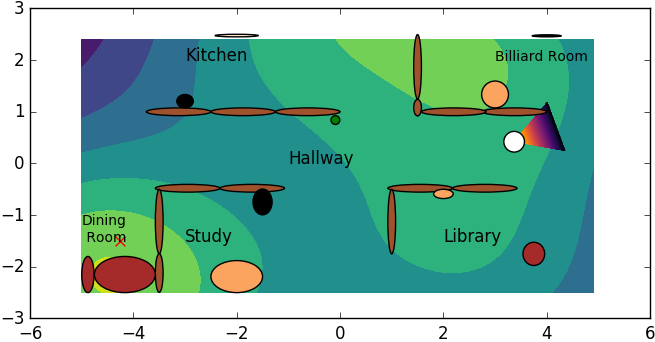 3
2
1
0
−1
−2
−3
Kitchen
Billiard Room
Hallway
Dining
Room
Study
Library
−6
−4
−2
0
2
4
6